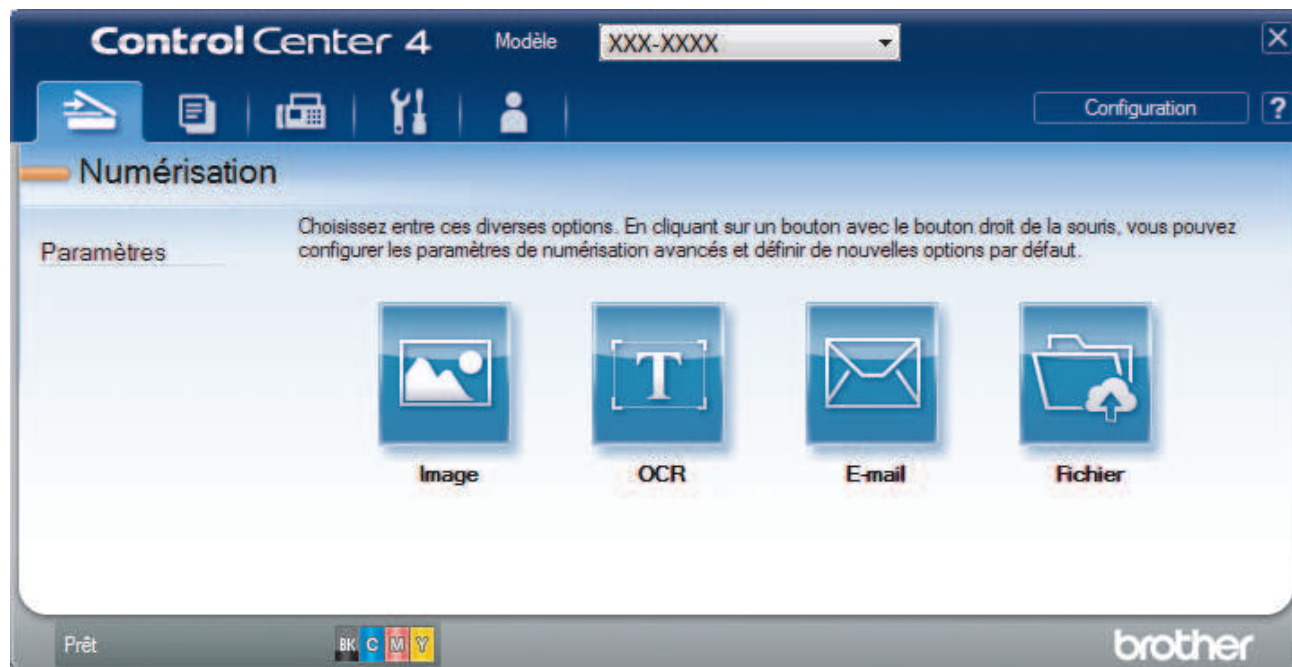 ControlCenter 4 Modèle XXX-XXXX
Configuration ?
Numérisation
Paramètres
Choisissez entre ces diverses options. En cliquant sur un bouton avec le bouton droit de la souris, vous pouvez
configurer les paramètres de numérisation avancés et définir de nouvelles options par défaut.
T
Image OCR E-mail Fichier
Prêt BK C M Y brother